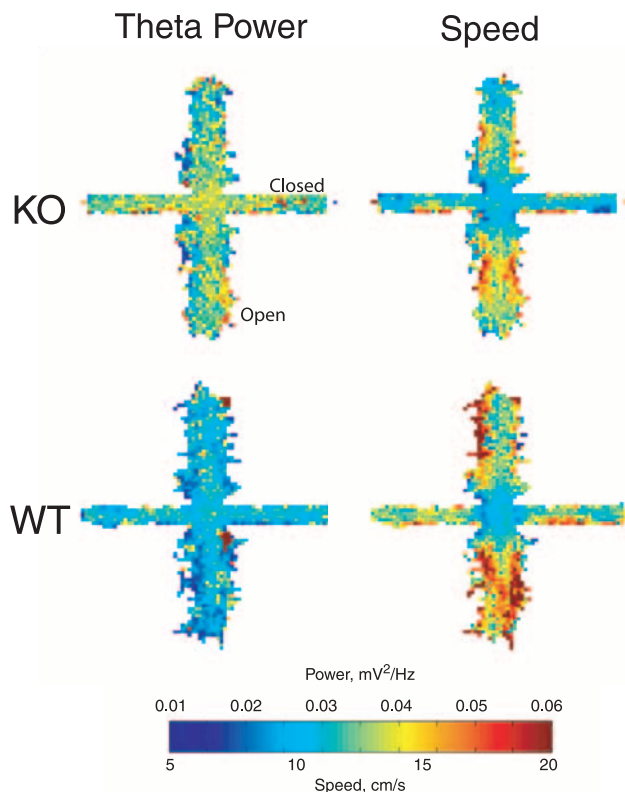 Theta Power Speed
KO
Closed
Open
WT
Power, mV²/Hz
0.01 0.02 0.03 0.04 0.05 0.06
5 10 15 20
Speed, cm/s